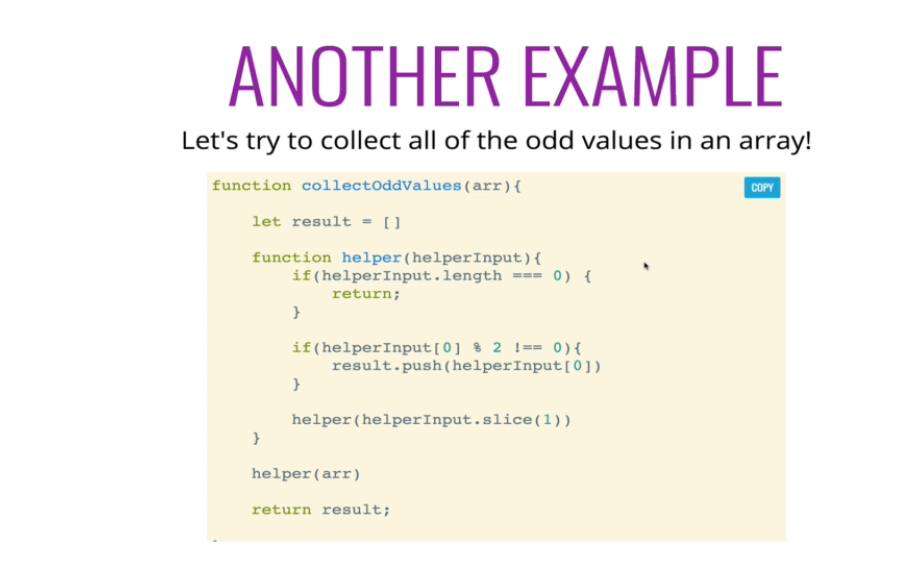 ANOTHER EXAMPLE
Let's try to collect all of the odd values in an array!
function collectOddValues(arr){
COPY
let result = []
function helper(helperInput){
if(helperInput.length === 0) {
return;
}
if(helperInput[0] % 2 !== 0){
result.push(helperInput[0])
}
helper(helperInput.slice(1))
}
helper(arr)
return result;